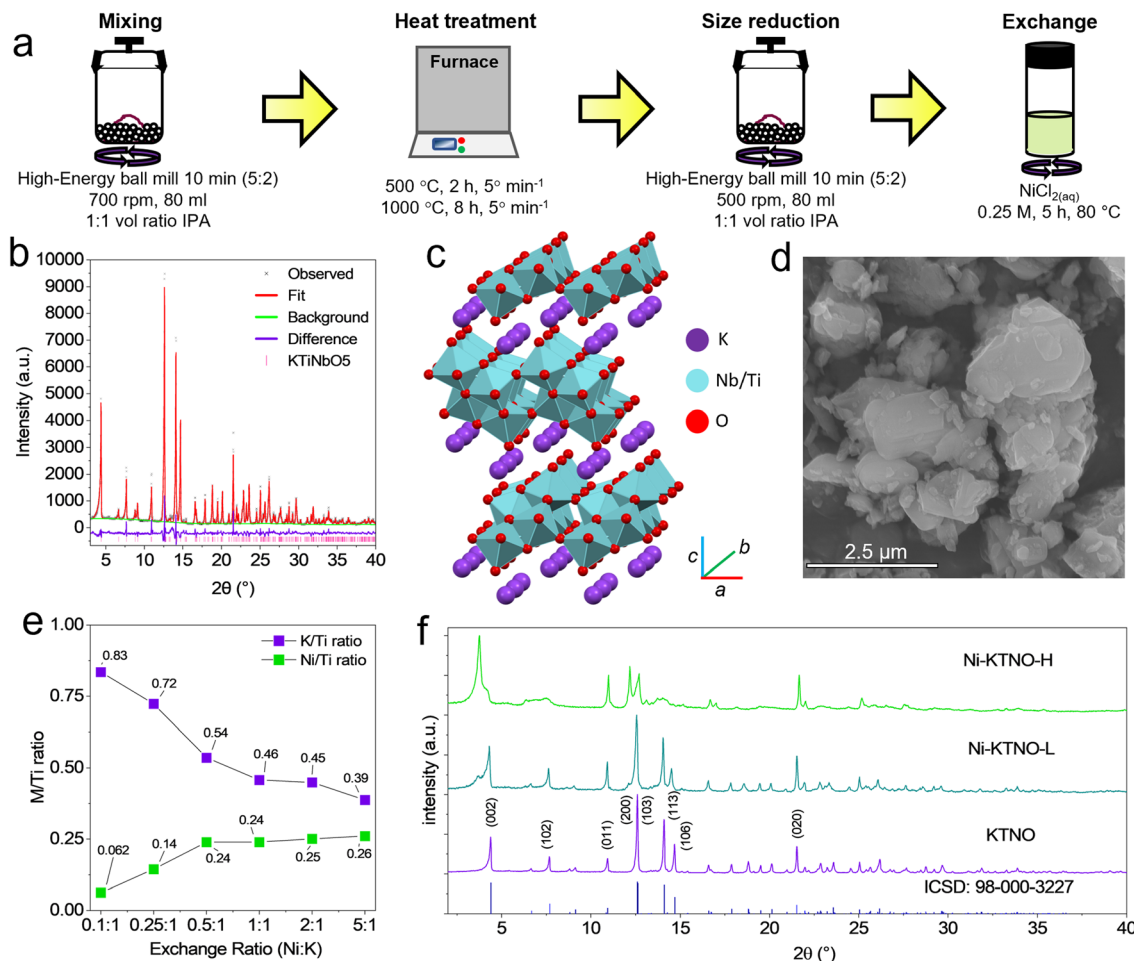 a
Mixing
Heat treatment
Size reduction
Exchange
Furnace
High-Energy ball mill 10 min (5:2)
700 rpm, 80 ml
1:1 vol ratio IPA
500 °C, 2 h, 5° min-1
1000 °C, 8 h, 5° min-1
High-Energy ball mill 10 min (5:2)
500 rpm, 80 ml
1:1 vol ratio IPA
NiCl2(aq)
0.25 M, 5 h, 80 °C
b
Intensity (a.u.)
10000
9000
8000
7000
6000
5000
4000
3000
2000
1000
0
Observed
Fit
Background
Difference
KTiNbO5
5 10 15 20 25 30 35 40
2θ (°)
c
K
Nb/Ti
O
c
b
a
d
2.5 µm
e
M/Ti ratio
1.00
0.75
0.50
0.25
0.00
K/Ti ratio
Ni/Ti ratio
0.83
0.72
0.54
0.46
0.45
0.39
0.062
0.14
0.24
0.24
0.25
0.26
0.1:1 0.25:1 0.5:1 1:1 2:1 5:1
Exchange Ratio (Ni:K)
f
intensity (a.u.)
Ni-KTNO-H
Ni-KTNO-L
KTNO
(002)
(102)
(011)
(200)
(103)
(113)
(106)
(020)
ICSD: 98-000-3227
5 10 15 20 25 30 35 40
2θ (°)